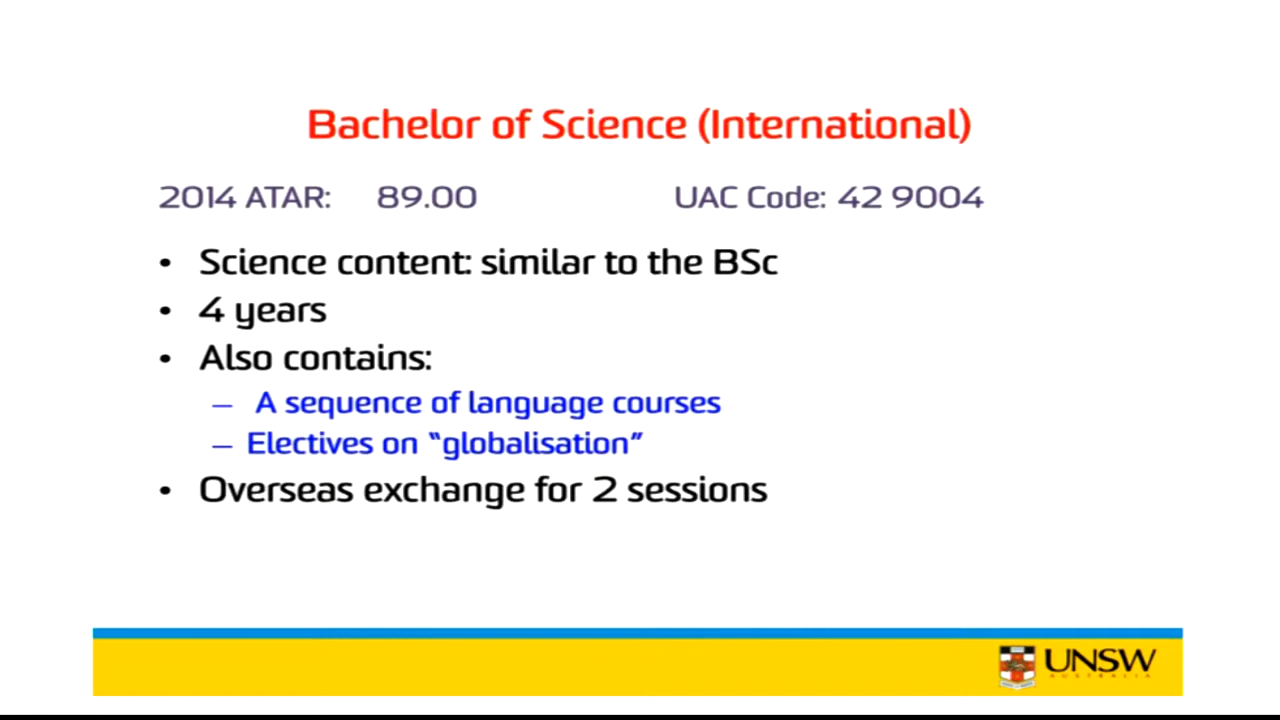 Bachelor of Science (International)
2014 ATAR: 89.00 UAC Code: 42 9004
• Science content: similar to the BSc
• 4 years
• Also contains:
– A sequence of language courses
– Electives on “globalisation”
• Overseas exchange for 2 sessions
UNSW
AUSTRALIA